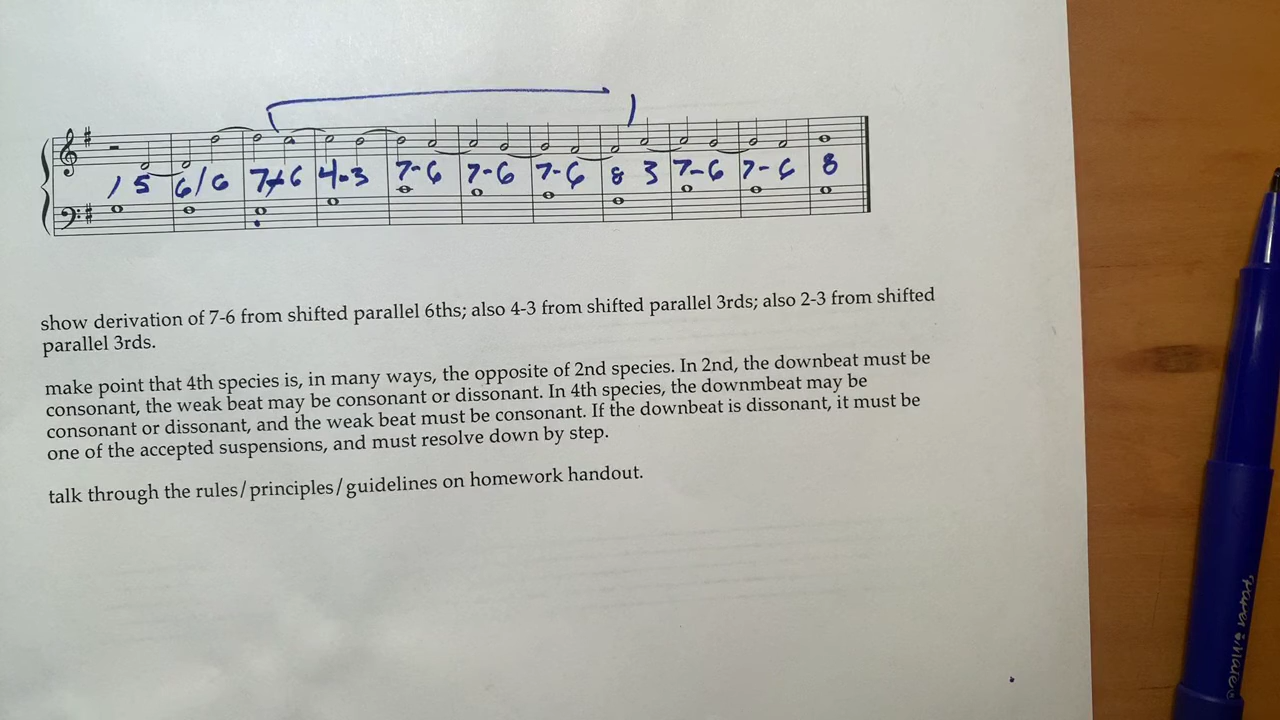 / 5 6/6 7-6 4-3 7-6 7-6 7-6 8 3 7-6 7-6 8
show derivation of 7-6 from shifted parallel 6ths; also 4-3 from shifted parallel 3rds; also 2-3 from shifted
parallel 3rds.
make point that 4th species is, in many ways, the opposite of 2nd species. In 2nd, the downbeat must be
consonant, the weak beat may be consonant or dissonant. In 4th species, the downmbeat may be
consonant or dissonant, and the weak beat must be consonant. If the downbeat is dissonant, it must be
one of the accepted suspensions, and must resolve down by step.
talk through the rules/principles/guidelines on homework handout.